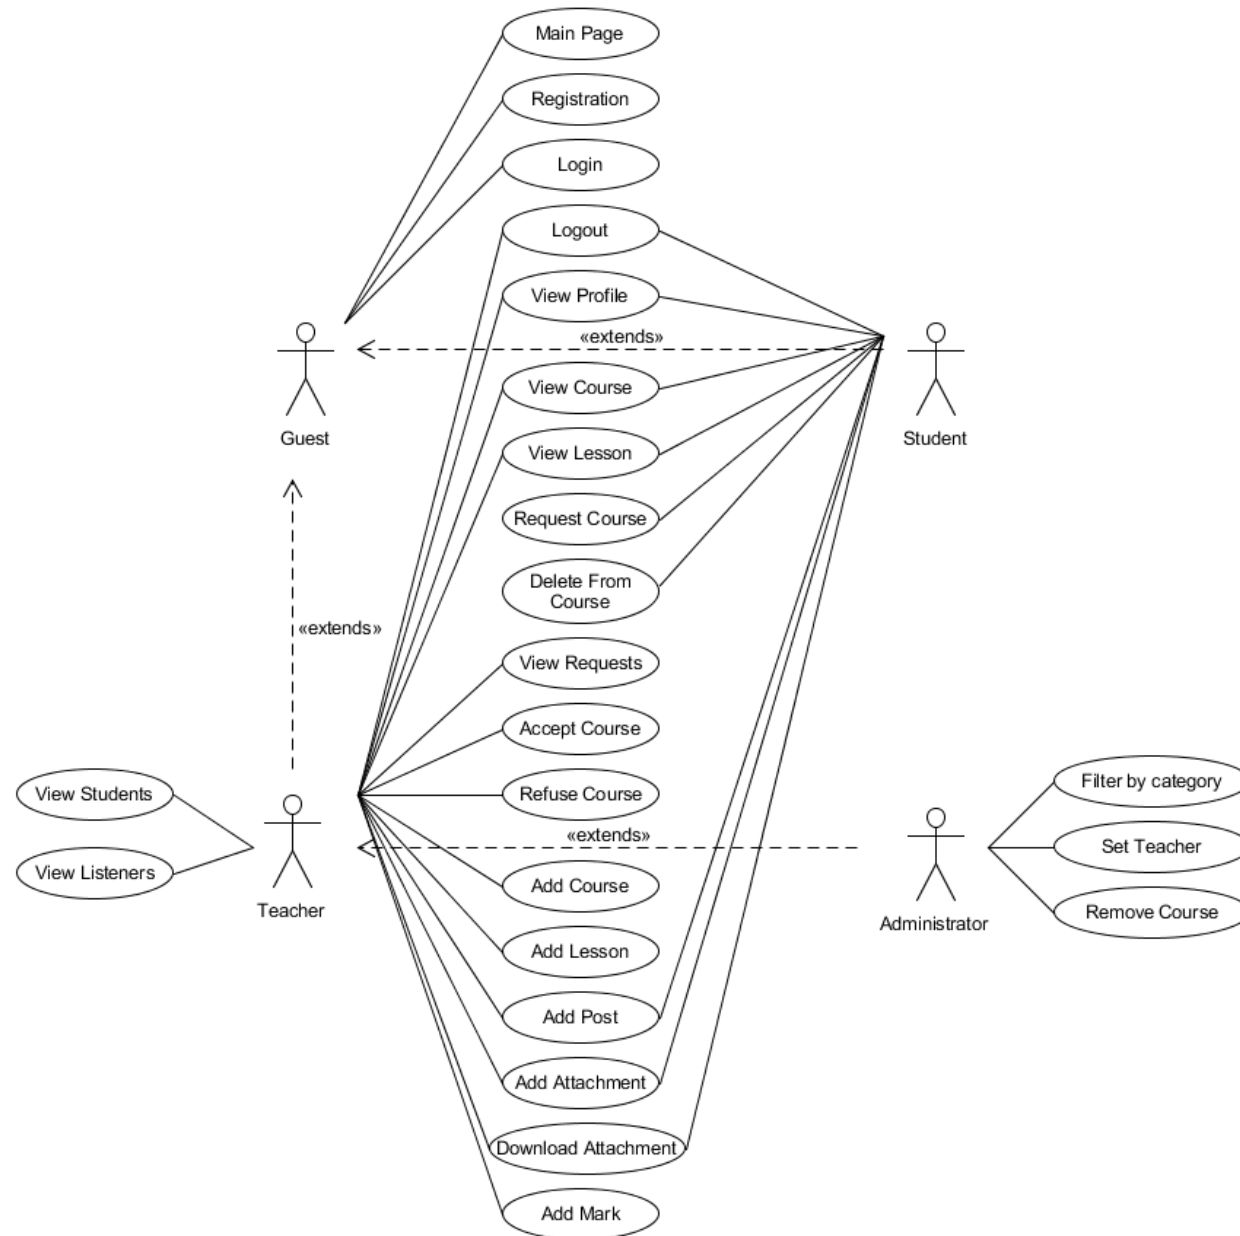 Main Page
Registration
Login
Logout
View Profile
«extends»
View Course
Guest
Student
View Lesson
Request Course
Delete From
Course
«extends»
View Requests
Accept Course
View Students
Refuse Course
Filter by category
«extends»
Set Teacher
View Listeners
Add Course
Teacher
Remove Course
Administrator
Add Lesson
Add Post
Add Attachment
Download Attachment
Add Mark